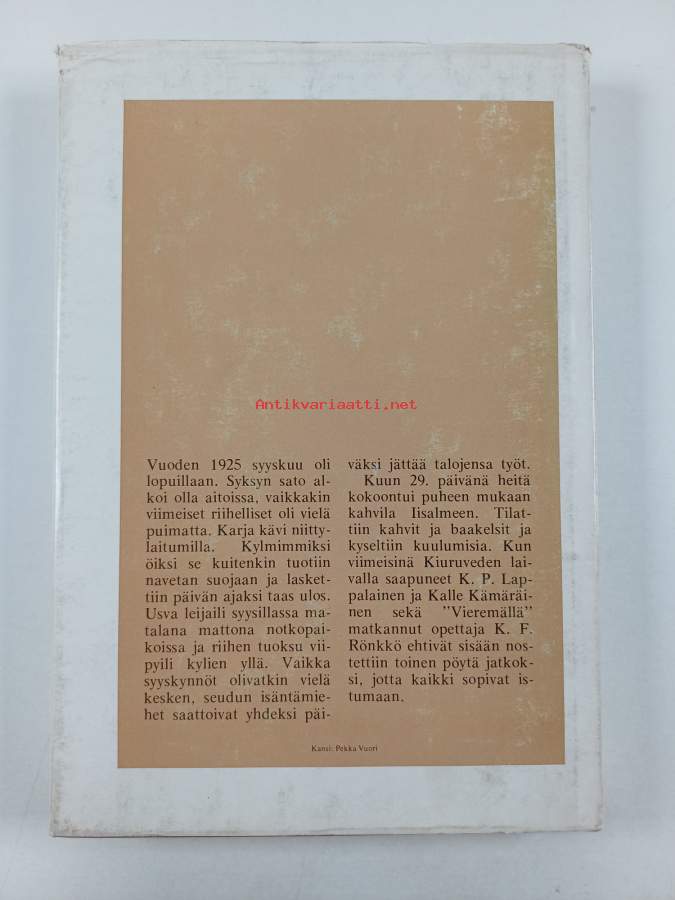 Antikvariaatti.net
Vuoden 1925 syyskuu oli
lopuillaan. Syksyn sato al-
koi olla aitoissa, vaikkakin
viimeiset riihelliset oli vielä
puimatta. Karja kävi niitty-
laitumilla. Kylmimmiksi
öiksi se kuitenkin tuotiin
navetan suojaan ja lasket-
tiin päivän ajaksi taas ulos.
Usva leijaili syysillassa ma-
talana mattona notkopai-
koissa ja riihen tuoksu vii-
pyili kylien yllä. Vaikka
syyskynnöt olivatkin vielä
kesken, seudun isäntämie-
het saattoivat yhdeksi päi-
väksi jättää talojensa työt.
Kuun 29. päivänä heitä
kokoontui puheen mukaan
kahvila Iisalmeen. Tilat-
tiin kahvit ja baakelsit ja
kyseltiin kuulumisia. Kun
viimeisinä Kiuruveden lai-
valla saapuneet K. P. Lap-
palainen ja Kalle Kämäräi-
nen sekä "Vieremällä"
matkannut opettaja K. F.
Rönkkö ehtivät sisään nos-
tettiin toinen pöytä jatkok-
si, jotta kaikki sopivat is-
tumaan.
Kansi: Pekka Vuori